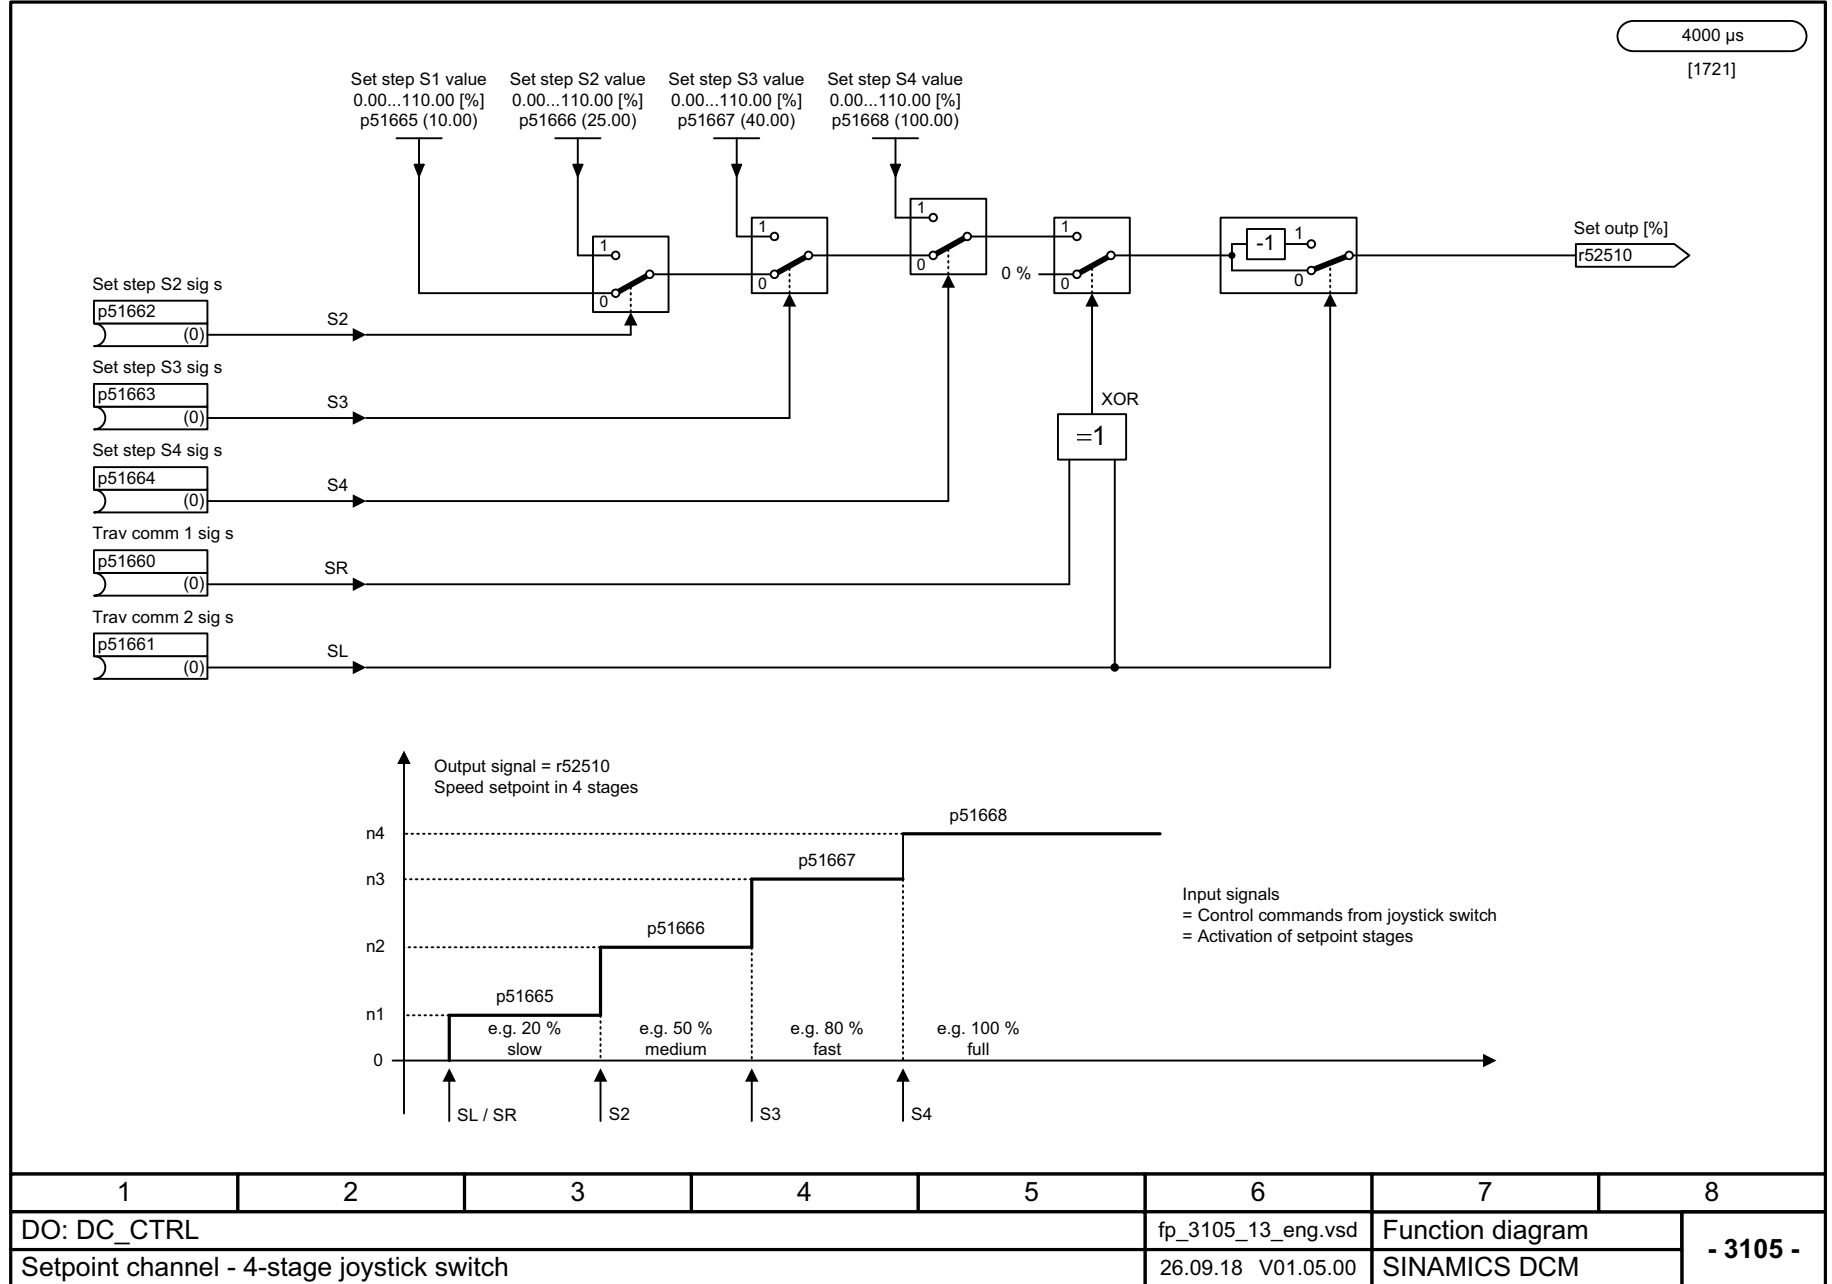 4000 µs
[1721]
Set step S1 value
0.00...110.00 [%]
p51665 (10.00)
Set step S2 value
0.00...110.00 [%]
p51666 (25.00)
Set step S3 value
0.00...110.00 [%]
p51667 (40.00)
Set step S4 value
0.00...110.00 [%]
p51668 (100.00)
1
0
1
0
1
0
1
0
0 %
-1
1
0
Set outp [%]
r52510
Set step S2 sig s
p51662
(0)
S2
Set step S3 sig s
p51663
(0)
S3
XOR
=1
Set step S4 sig s
p51664
(0)
S4
Trav comm 1 sig s
p51660
(0)
SR
Trav comm 2 sig s
p51661
(0)
SL
Output signal = r52510
Speed setpoint in 4 stages
n4
p51668
n3
p51667
n2
p51666
n1
p51665
0
e.g. 20 %
slow
e.g. 50 %
medium
e.g. 80 %
fast
e.g. 100 %
full
SL / SR
S2
S3
S4
Input signals
= Control commands from joystick switch
= Activation of setpoint stages
1 2 3 4 5 6 7 8
DO: DC_CTRL
fp_3105_13_eng.vsd
Function diagram
- 3105 -
Setpoint channel - 4-stage joystick switch
26.09.18 V01.05.00
SINAMICS DCM